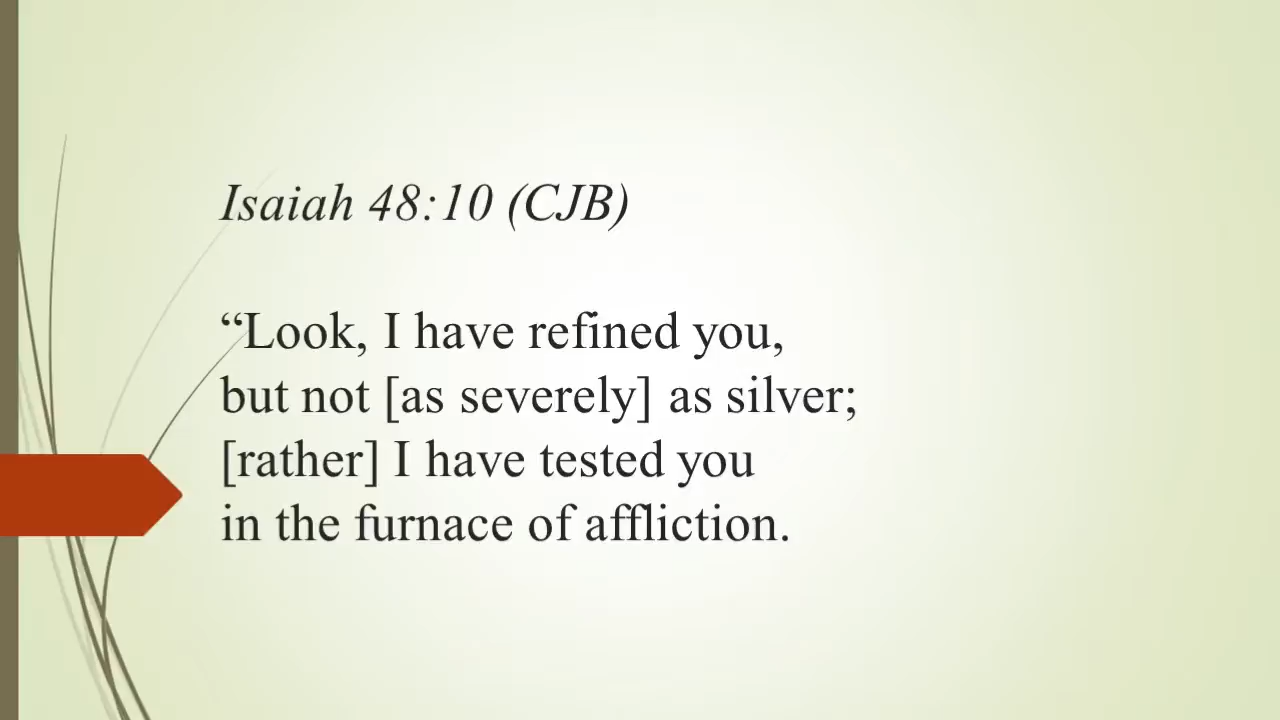 Isaiah 48:10 (CJB)
“Look, I have refined you,
but not [as severely] as silver;
[rather] I have tested you
in the furnace of affliction.